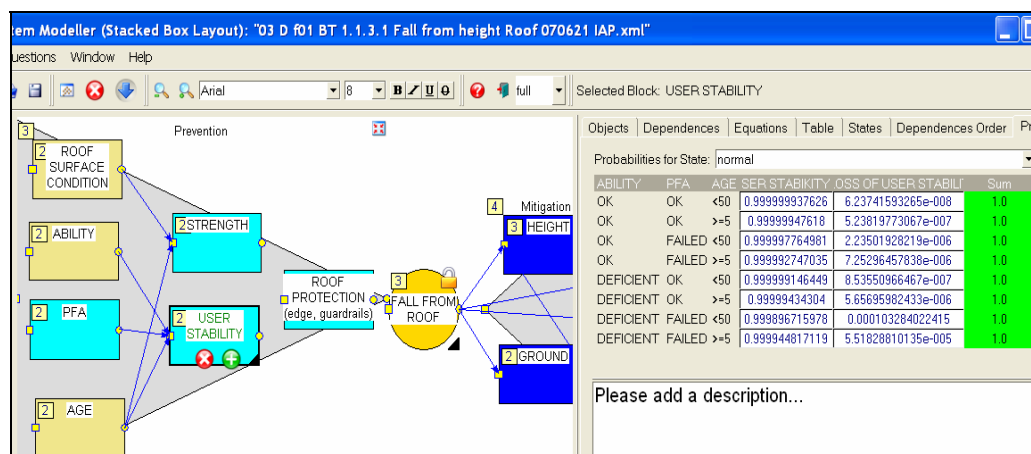 tem Modeller (Stacked Box Layout): "03 D f01 BT 1.1.3.1 Fall from height Roof 070621 IAP.xml"
uestions Window Help
Arial 8 B I U O full Selected Block: USER STABILITY
3 Prevention
2 ROOF
SURFACE
CONDITION
2 ABILITY
2 PFA
2 AGE
2 STRENGTH
2 USER
STABILITY
ROOF
PROTECTION
(edge, guardrails)
3
FALL FROM
ROOF
4 Mitigation
3 HEIGHT
2 GROUND
Objects Dependences Equations Table States Dependences Order Pr
Probabilities for State: normal
ABILITY PFA AGE SER STABIKITY OSS OF USER STABILI Sum
OK OK <50 0.999999937626 6.23741593265e-008 1.0
OK OK >=5 0.99999947618 5.23819773067e-007 1.0
OK FAILED <50 0.999997764981 2.23501928219e-006 1.0
OK FAILED >=5 0.999992747035 7.25296457838e-006 1.0
DEFICIENT OK <50 0.999999146449 8.53550966467e-007 1.0
DEFICIENT OK >=5 0.99999434304 5.65695982433e-006 1.0
DEFICIENT FAILED <50 0.999896715978 0.000103284022415 1.0
DEFICIENT FAILED >=5 0.999944817119 5.51828810135e-005 1.0
Please add a description...